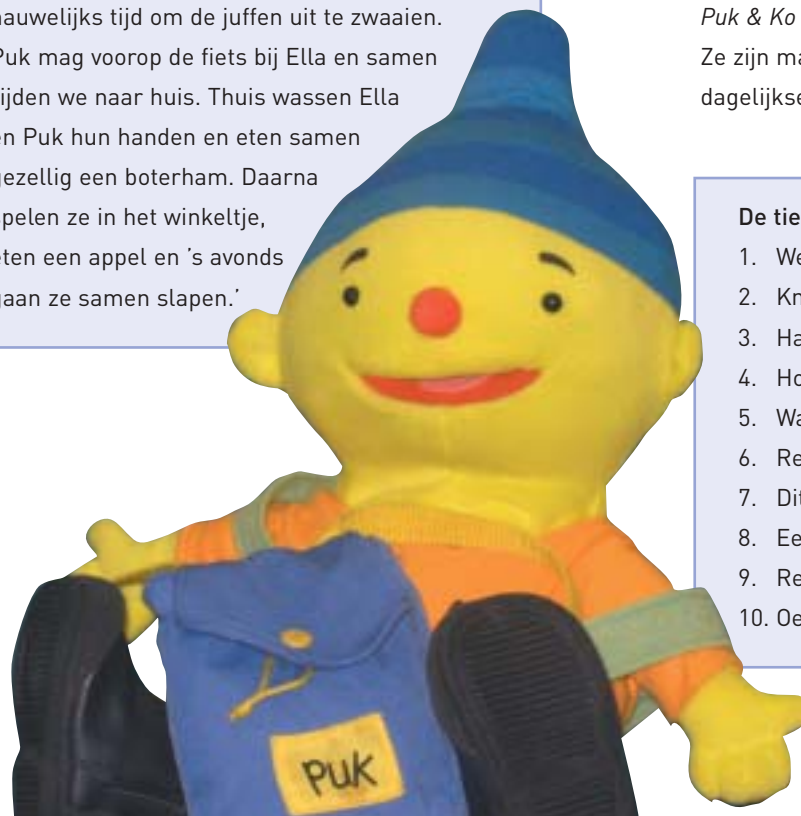 nauwelijks tijd om de juffen uit te zwaaien.
Puk mag voorop de fiets bij Ella en samen
rijden we naar huis. Thuis wassen Ella
en Puk hun handen en eten samen
gezellig een boterham. Daarna
spelen ze in het winkeltje,
eten een appel en ’s avonds
gaan ze samen slapen.’
Puk & Ko
Ze zijn ma
dagelijkse
De tie
1. We
2. Kn
3. Ha
4. Ho
5. Wa
6. Re
7. Dit
8. Ee
9. Re
10. Oe
PUK